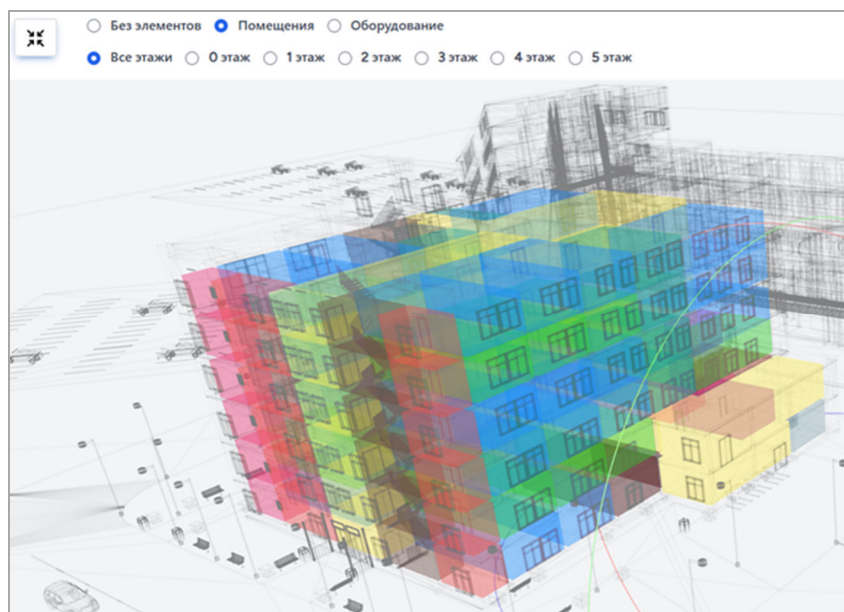 Без элементов Помещения Оборудование
Все этажи 0 этаж 1 этаж 2 этаж 3 этаж 4 этаж 5 этаж